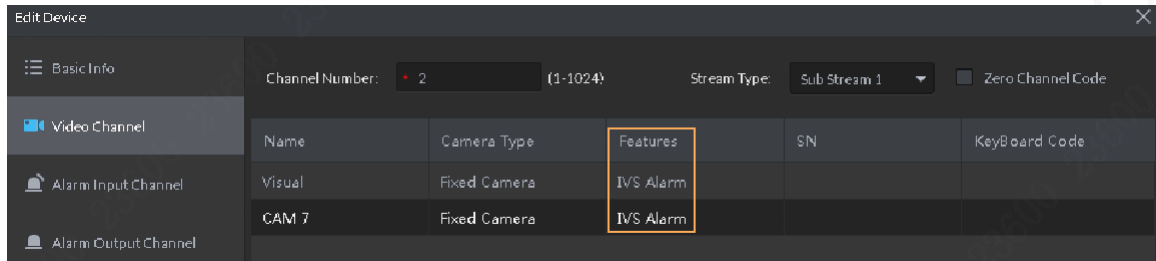 Edit Device
Basic Info
Channel Number: * 2 (1-1024) Stream Type: Sub Stream 1 Zero Channel Code
Video Channel
Name Camera Type Features SN KeyBoard Code
Alarm Input Channel
Visual Fixed Camera IVS Alarm
CAM 7 Fixed Camera IVS Alarm
Alarm Output Channel
23600